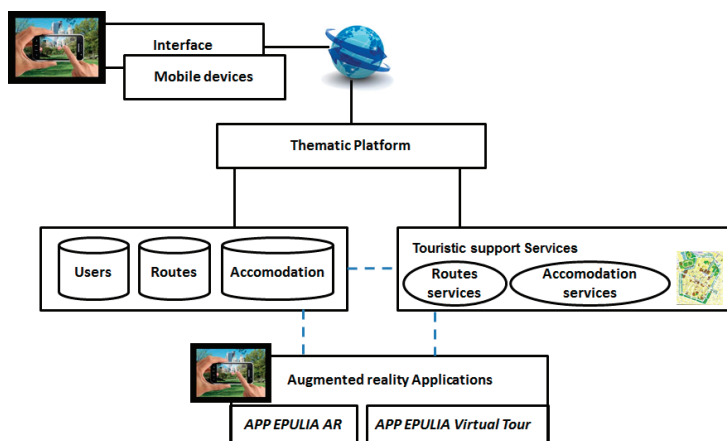 Interface
Mobile devices
Thematic Platform
Users
Routes
Accomodation
Touristic support Services
Routes
services
Accomodation
services
Augmented reality Applications
APP EPULIA AR
APP EPULIA Virtual Tour